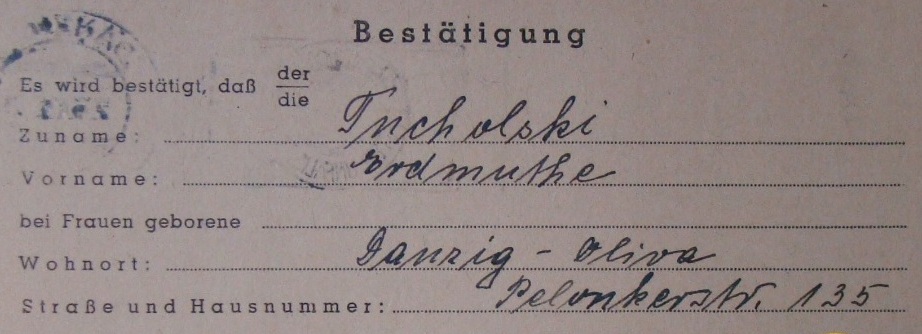 Bestätigung
Es wird bestätigt, daß der
die
Zuname: Tucholski
Vorname: Erdmuthe
bei Frauen geborene
Wohnort: Danzig - Oliva
Straße und Hausnummer: Pelonkerstr. 135